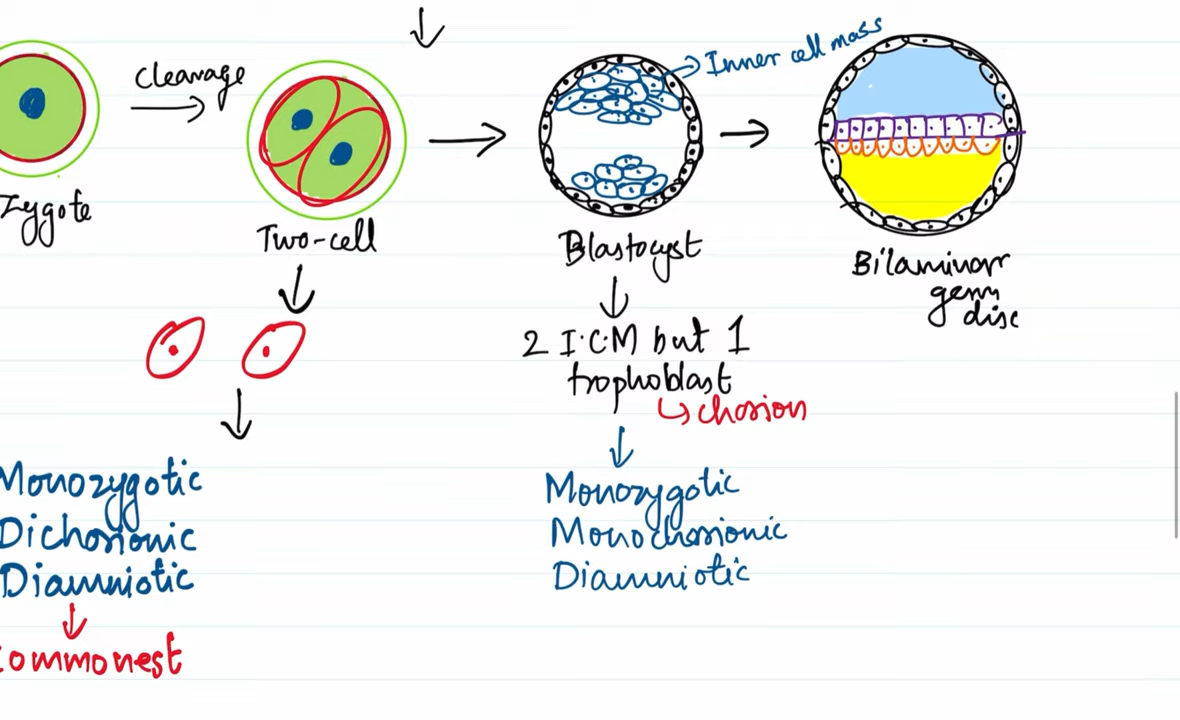 cleavage
Inner cell mass
Zygote
Two-cell
Blastocyst
Bilaminarr
germ
disc
2 I.C.M but 1
trophoblast
chorion
Monozygotic
Dichorionic
Diamniotic
Commonest
Monozygotic
Monochorionic
Diamniotic